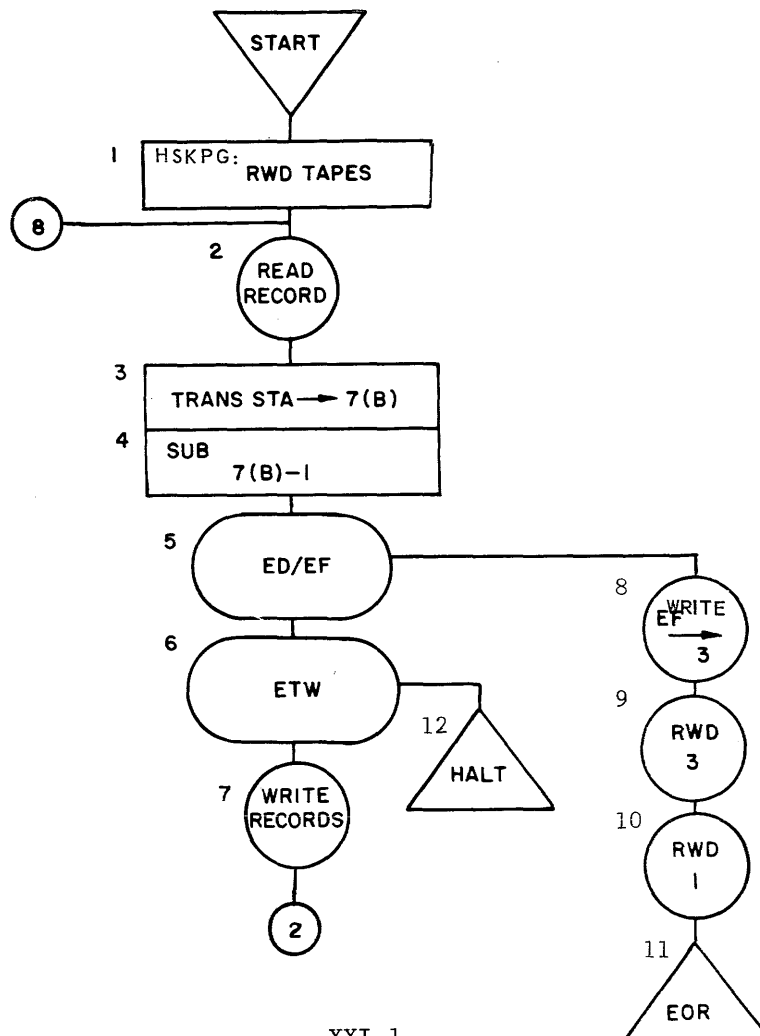 START
1
HSKPG:
RWD TAPES
8
2
READ
RECORD
3
TRANS STA → 7(B)
4
SUB
7(B)-1
5
ED/EF
8
WRITE
EF →
3
6
ETW
9
RWD
3
12
HALT
7
WRITE
RECORDS
10
RWD
1
2
11
EOR
XXI-1